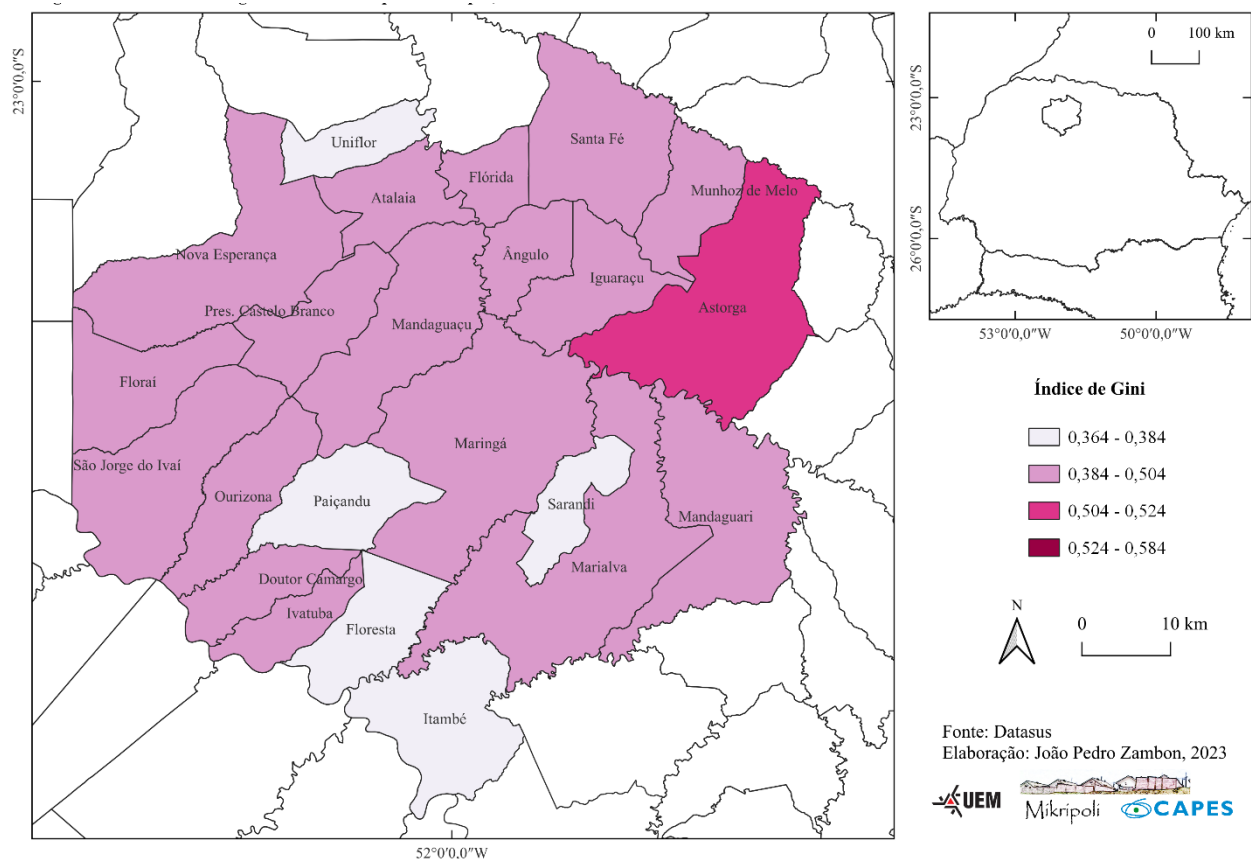 23°0'0,0"S
Uniflor
Santa Fé
Flórida
Atalaia
Munhoz de Melo
Nova Esperança
Ângulo
Iguaraçu
Pres. Castelo Branco
Mandaguaçu
Astorga
Floraí
Maringá
São Jorge do Ivaí
Ourizona
Paiçandu
Sarandi
Mandaguari
Marialva
Doutor Camargo
Ivatuba
Floresta
Itambé
52°0'0,0"W
0 100 km
23°0'0,0"S
26°0'0,0"S
53°0'0,0"W 50°0'0,0"W
Índice de Gini
0,364 - 0,384
0,384 - 0,504
0,504 - 0,524
0,524 - 0,584
N
0 10 km
Fonte: Datasus
Elaboração: João Pedro Zambon, 2023
UEM
Mikripoli
CAPES